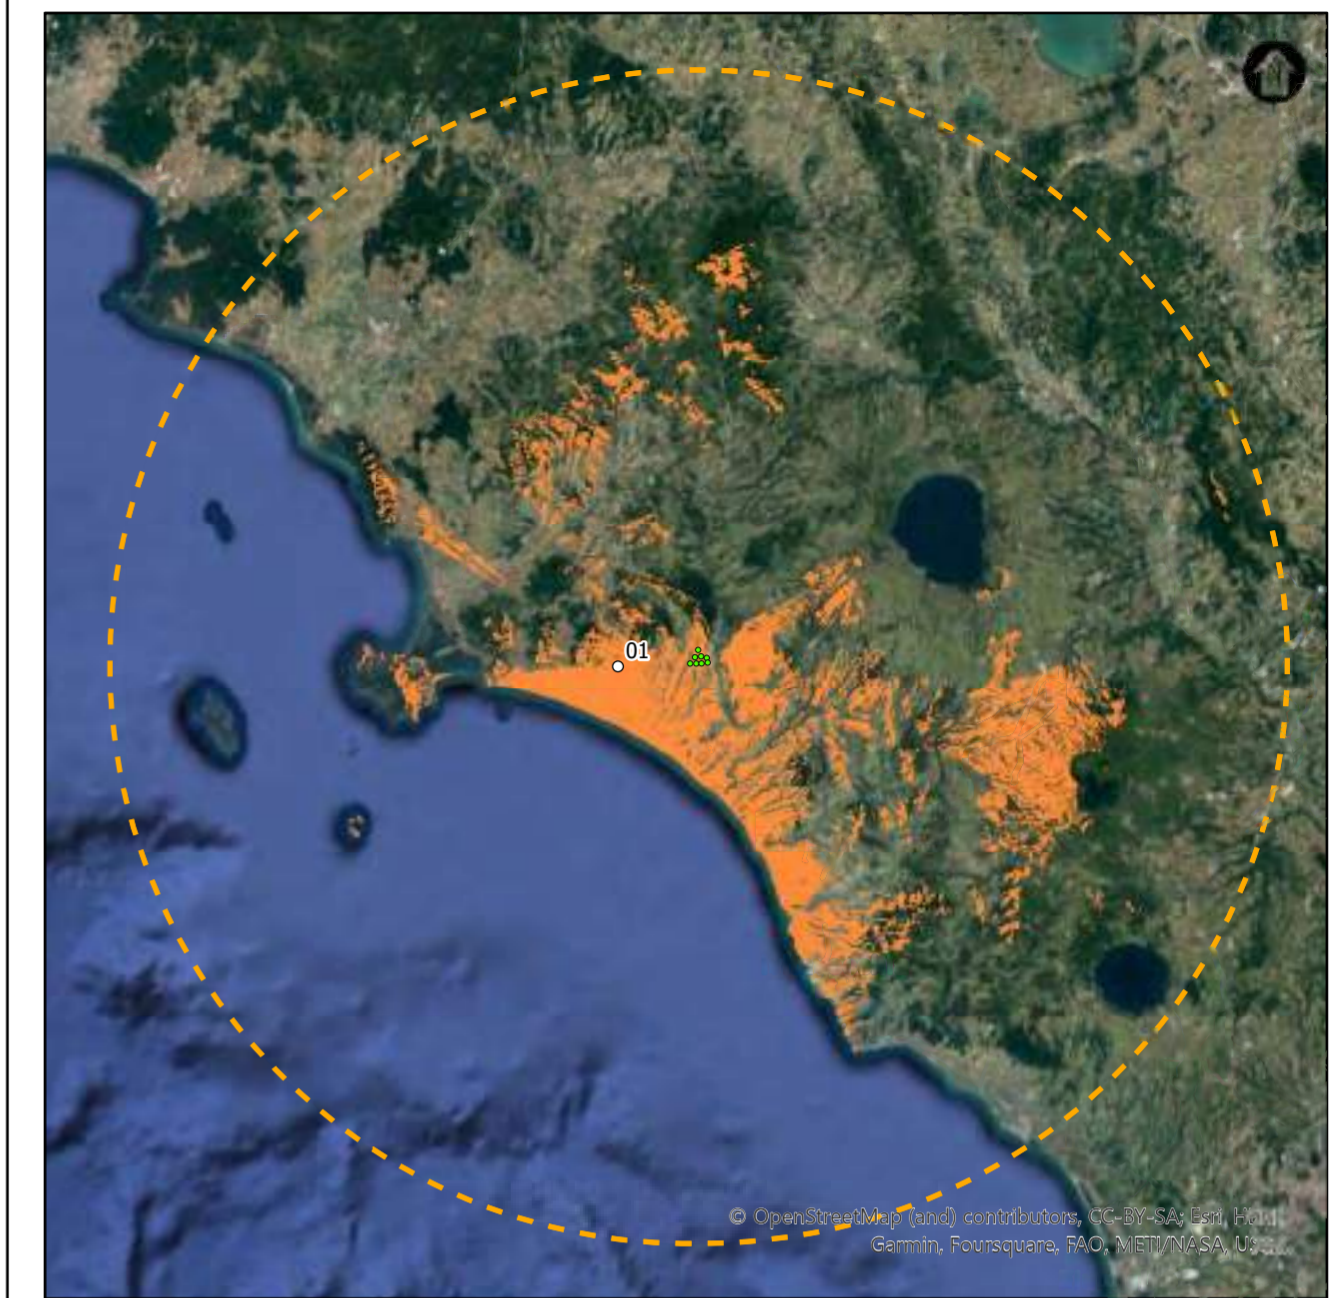 01
© OpenStreetMap (and) contributors, CC-BY-SA; Esri,
Garmin, Foursquare, FAO, METI/NASA,